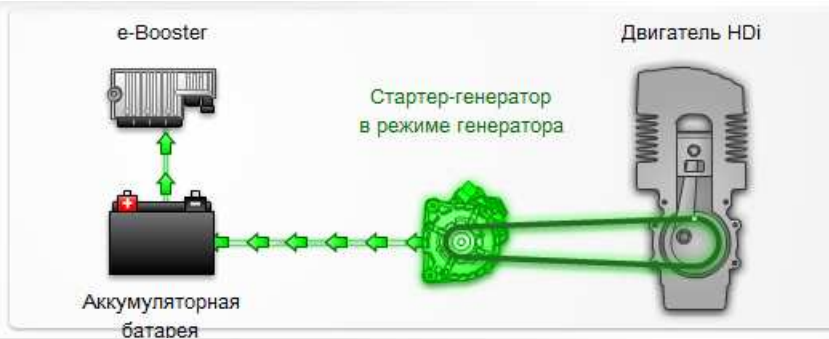 e-Booster
Двигатель HDi
Стартер-генератор
в режиме генератора
Аккумуляторная
батарея